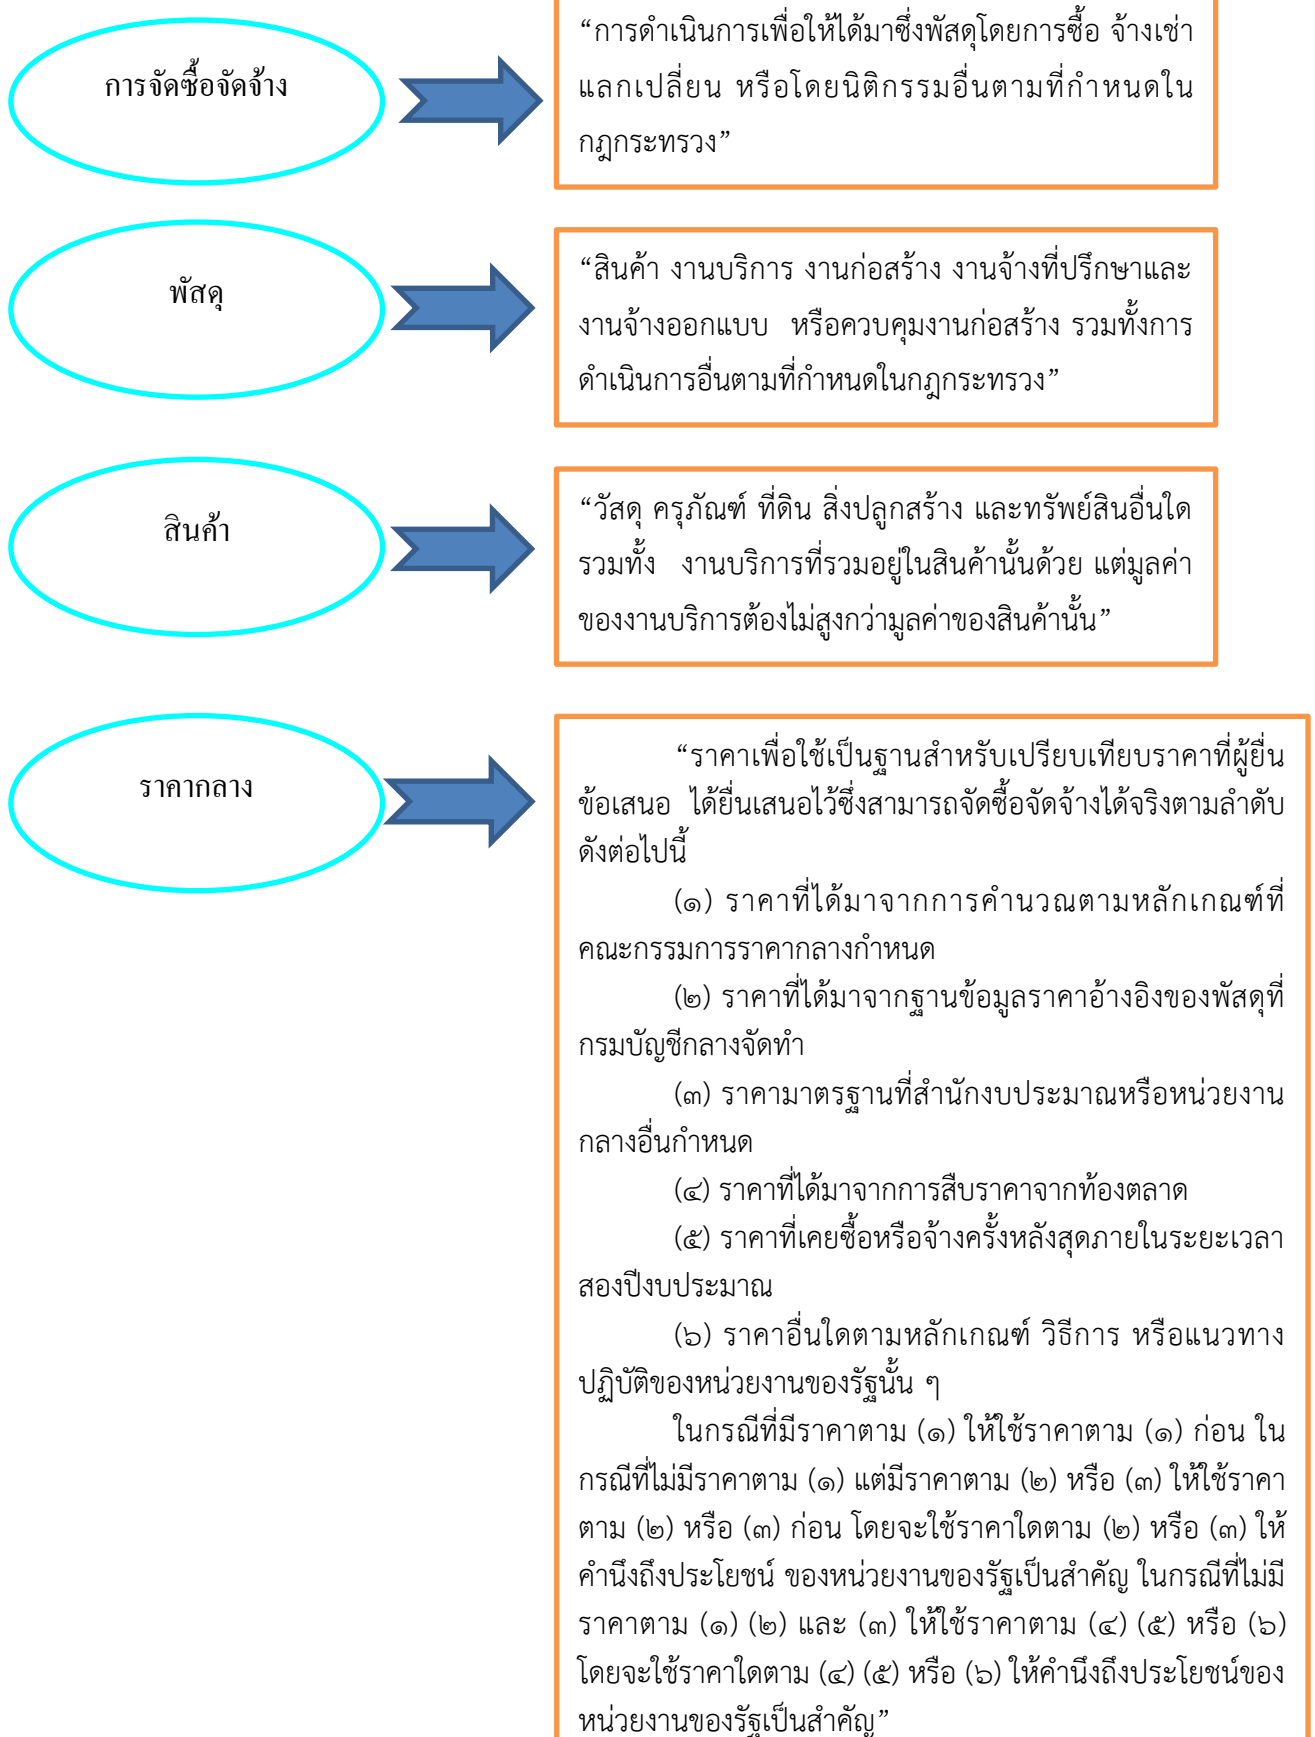 การจัดซื้อจัดจ้าง
“การดำเนินการเพื่อให้ได้มาซึ่งพัสดุโดยการซื้อ จ้างเช่า
แลกเปลี่ยน หรือโดยนิติกรรมอื่นตามที่กำหนดใน
กฎกระทรวง”
พัสดุ
“สินค้า งานบริการ งานก่อสร้าง งานจ้างที่ปรึกษาและ
งานจ้างออกแบบ หรือควบคุมงานก่อสร้าง รวมทั้งการ
ดำเนินการอื่นตามที่กำหนดในกฎกระทรวง”
สินค้า
“วัสดุ ครุภัณฑ์ ที่ดิน สิ่งปลูกสร้าง และทรัพย์สินอื่นใด
รวมทั้ง งานบริการที่รวมอยู่ในสินค้านั้นด้วย แต่มูลค่า
ของงานบริการต้องไม่สูงกว่ามูลค่าของสินค้านั้น”
ราคากลาง
“ราคาเพื่อใช้เป็นฐานสำหรับเปรียบเทียบราคาที่ผู้ยื่น
ข้อเสนอ ได้ยื่นเสนอไว้ซึ่งสามารถจัดซื้อจัดจ้างได้จริงตามลำดับ
ดังต่อไปนี้
(๑) ราคาที่ได้มาจากการคำนวณตามหลักเกณฑ์ที่
คณะกรรมการราคากลางกำหนด
(๒) ราคาที่ได้มาจากฐานข้อมูลราคาอ้างอิงของพัสดุที่
กรมบัญชีกลางจัดทำ
(๓) ราคามาตรฐานที่สำนักงบประมาณหรือหน่วยงาน
กลางอื่นกำหนด
(๔) ราคาที่ได้มาจากการสืบราคาจากท้องตลาด
(๕) ราคาที่เคยซื้อหรือจ้างครั้งหลังสุดภายในระยะเวลา
สองปีงบประมาณ
(๖) ราคาอื่นใดตามหลักเกณฑ์ วิธีการ หรือแนวทาง
ปฏิบัติของหน่วยงานของรัฐนั้น ๆ
ในกรณีที่มีราคาตาม (๑) ให้ใช้ราคาตาม (๑) ก่อน ใน
กรณีที่ไม่มีราคาตาม (๑) แต่มีราคาตาม (๒) หรือ (๓) ให้ใช้ราคา
ตาม (๒) หรือ (๓) ก่อน โดยจะใช้ราคาใดตาม (๒) หรือ (๓) ให้
คำนึงถึงประโยชน์ ของหน่วยงานของรัฐเป็นสำคัญ ในกรณีที่ไม่มี
ราคาตาม (๑) (๒) และ (๓) ให้ใช้ราคาตาม (๔) (๕) หรือ (๖)
โดยจะใช้ราคาใดตาม (๔) (๕) หรือ (๖) ให้คำนึงถึงประโยชน์ของ
หน่วยงานของรัฐเป็นสำคัญ”